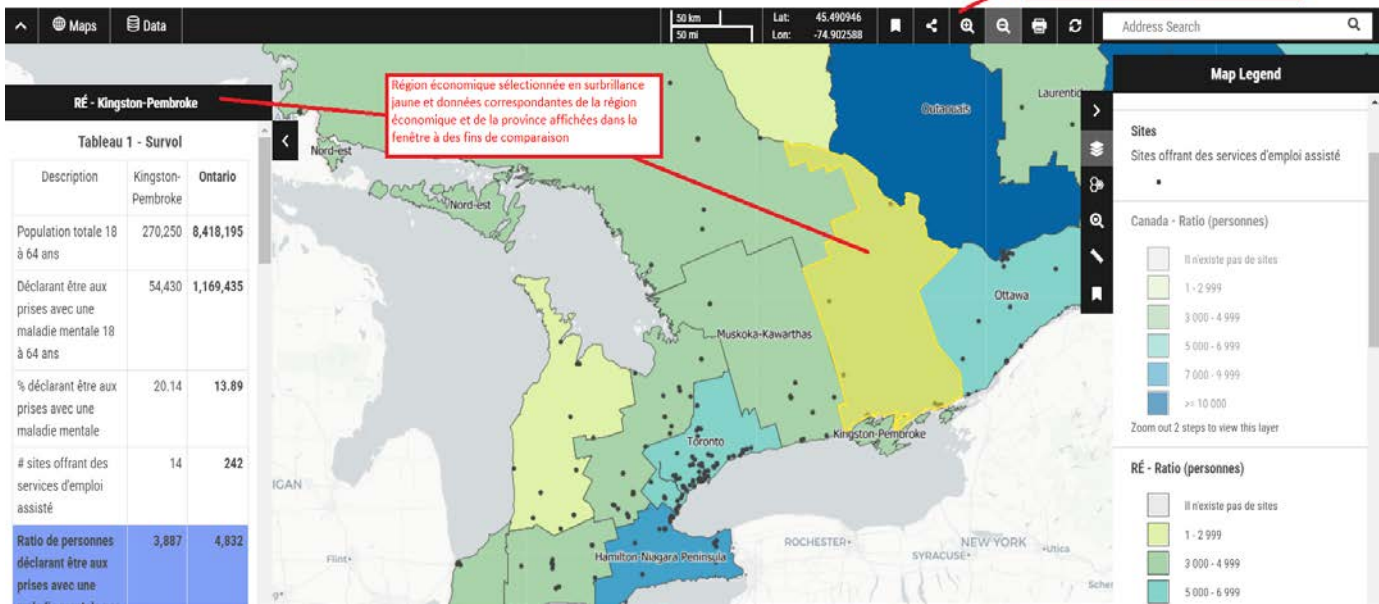 Maps
Data
50 km
50 mi
Lat: 45.490946
Lon: -74.902588
Address Search
RÉ - Kingston-Pembroke
Tableau 1 - Survol
Description
Kingston-
Pembroke
Ontario
Population totale 18
à 64 ans
270,250
8,418,195
Déclarant être aux
prises avec une
maladie mentale 18
à 64 ans
54,430
1,169,435
% déclarant être aux
prises avec une
maladie mentale
20.14
13.89
# sites offrant des
services d'emploi
assisté
14
242
Ratio de personnes
déclarant être aux
prises avec une
3,887
4,832
Région économique sélectionnée en surbrillance
jaune et données correspondantes de la région
économique et de la province affichées dans la
fenêtre à des fins de comparaison
Nord-est
Nord-est
Outaouais
Laurentid
Ottawa
Muskoka-Kawarthas
Kingston-Pembroke
Toronto
Hamilton-Niagara Peninsula
IGAN
Flint
ROCHESTER
SYRACUSE
NEW YORK
Utica
Scher
Map Legend
Sites
Sites offrant des services d'emploi assisté
Canada - Ratio (personnes)
Il n'existe pas de sites
1 - 2 999
3 000 - 4 999
5 000 - 6 999
7 000 - 9 999
>= 10 000
Zoom out 2 steps to view this layer
RÉ - Ratio (personnes)
Il n'existe pas de sites
1 - 2 999
3 000 - 4 999
5 000 - 6 999